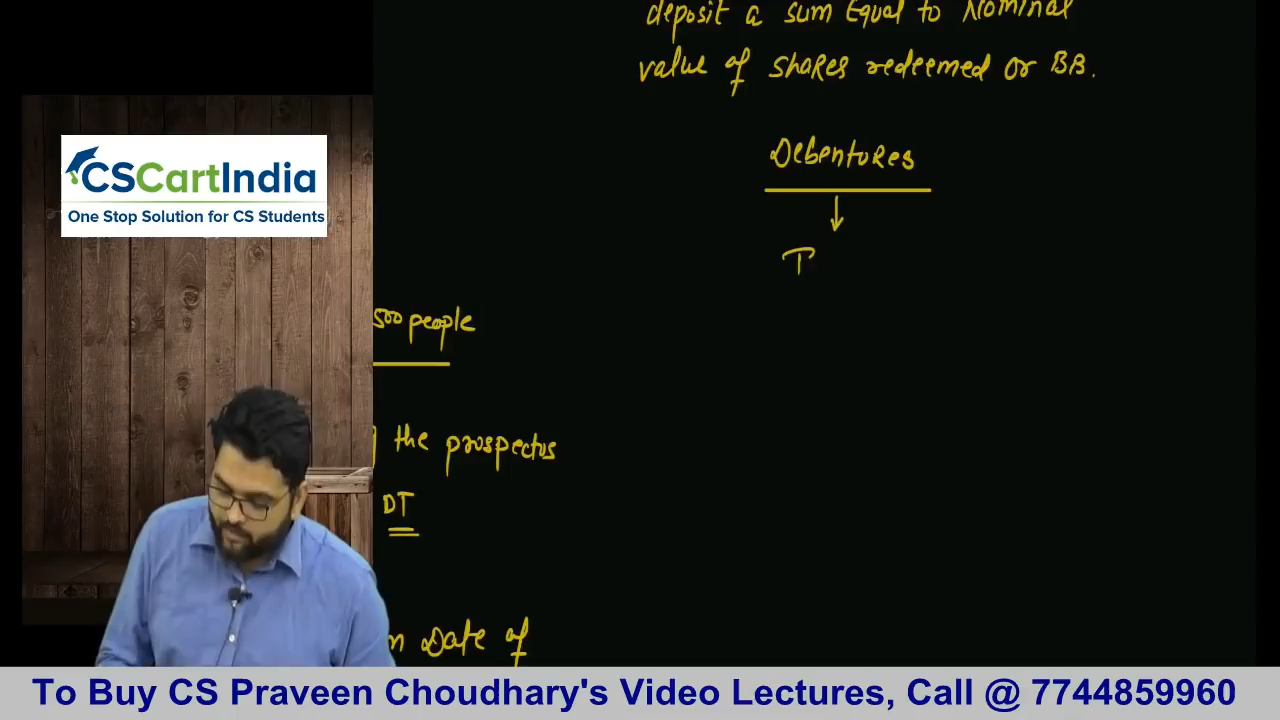 deposit a sum Equal to Nominal
value of shares redeemed or BB.
Debentures
T
CSCartIndia
One Stop Solution for CS Students
500 people
the prospectus
DT
Date of
To Buy CS Praveen Choudhary's Video Lectures, Call @ 7744859960